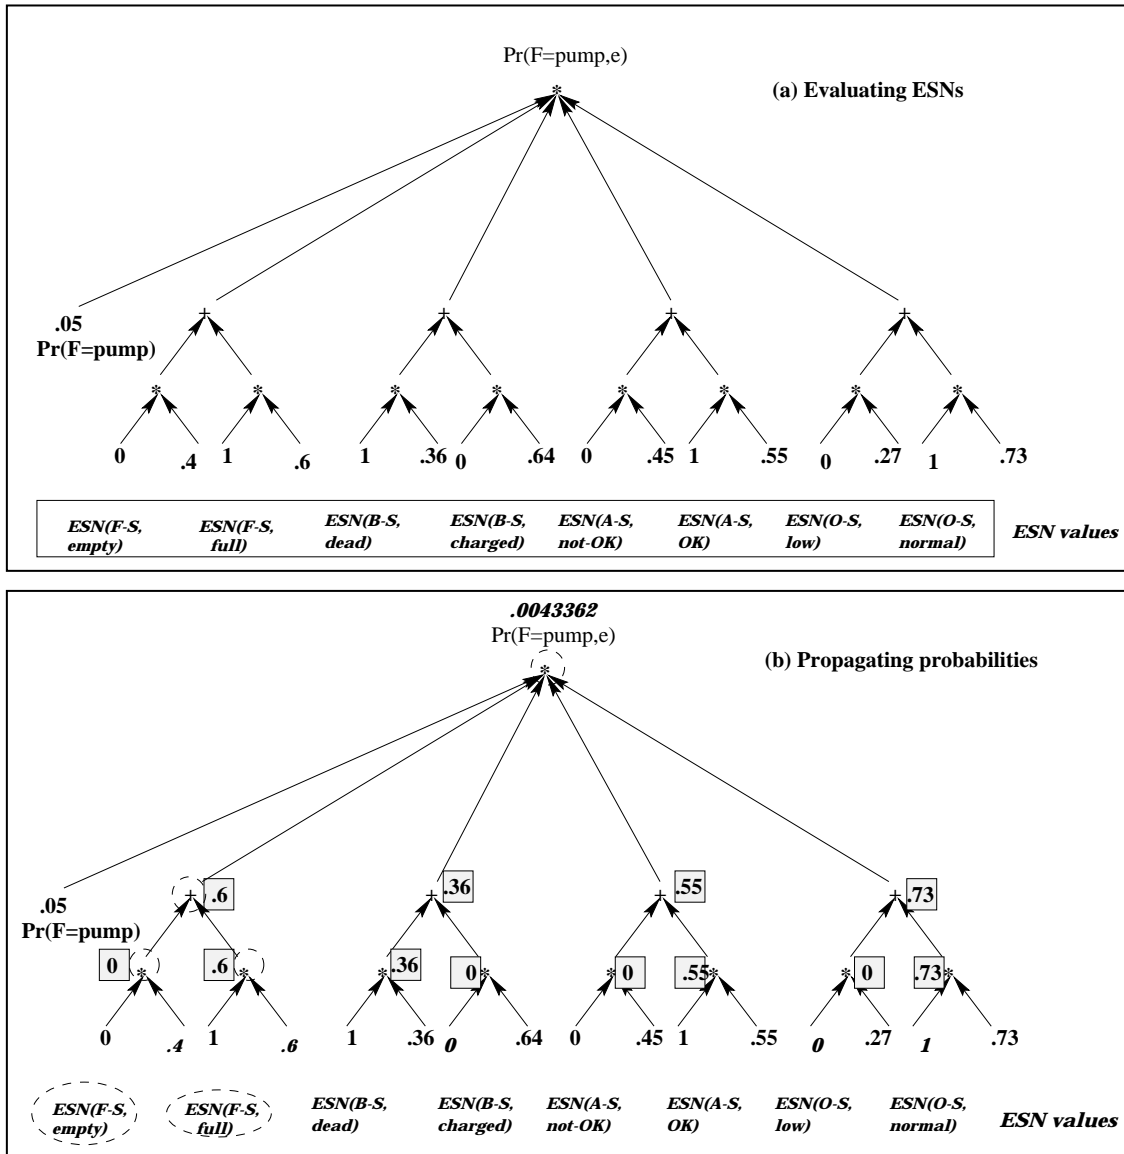 Pr(F=pump,e)
(a) Evaluating ESNs
*
+ + + +
.05
Pr(F=pump)
* * * * * * * *
0 .4 1 .6 1 .36 0 .64 0 .45 1 .55 0 .27 1 .73
ESN(F-S, ESN(F-S, ESN(B-S, ESN(B-S, ESN(A-S, ESN(A-S, ESN(O-S, ESN(O-S,
empty) full) dead) charged) not-OK) OK) low) normal) ESN values
.0043362
Pr(F=pump,e)
(b) Propagating probabilities
*
+ .6 + .36 + .55 + .73
.05
Pr(F=pump)
0 * .6 * * .36 0 * * 0 .55 * * 0 .73 *
0 .4 1 .6 1 .36 0 .64 0 .45 1 .55 0 .27 1 .73
ESN(F-S, ESN(F-S, ESN(B-S, ESN(B-S, ESN(A-S, ESN(A-S, ESN(O-S, ESN(O-S,
empty) full) dead) charged) not-OK) OK) low) normal) ESN values